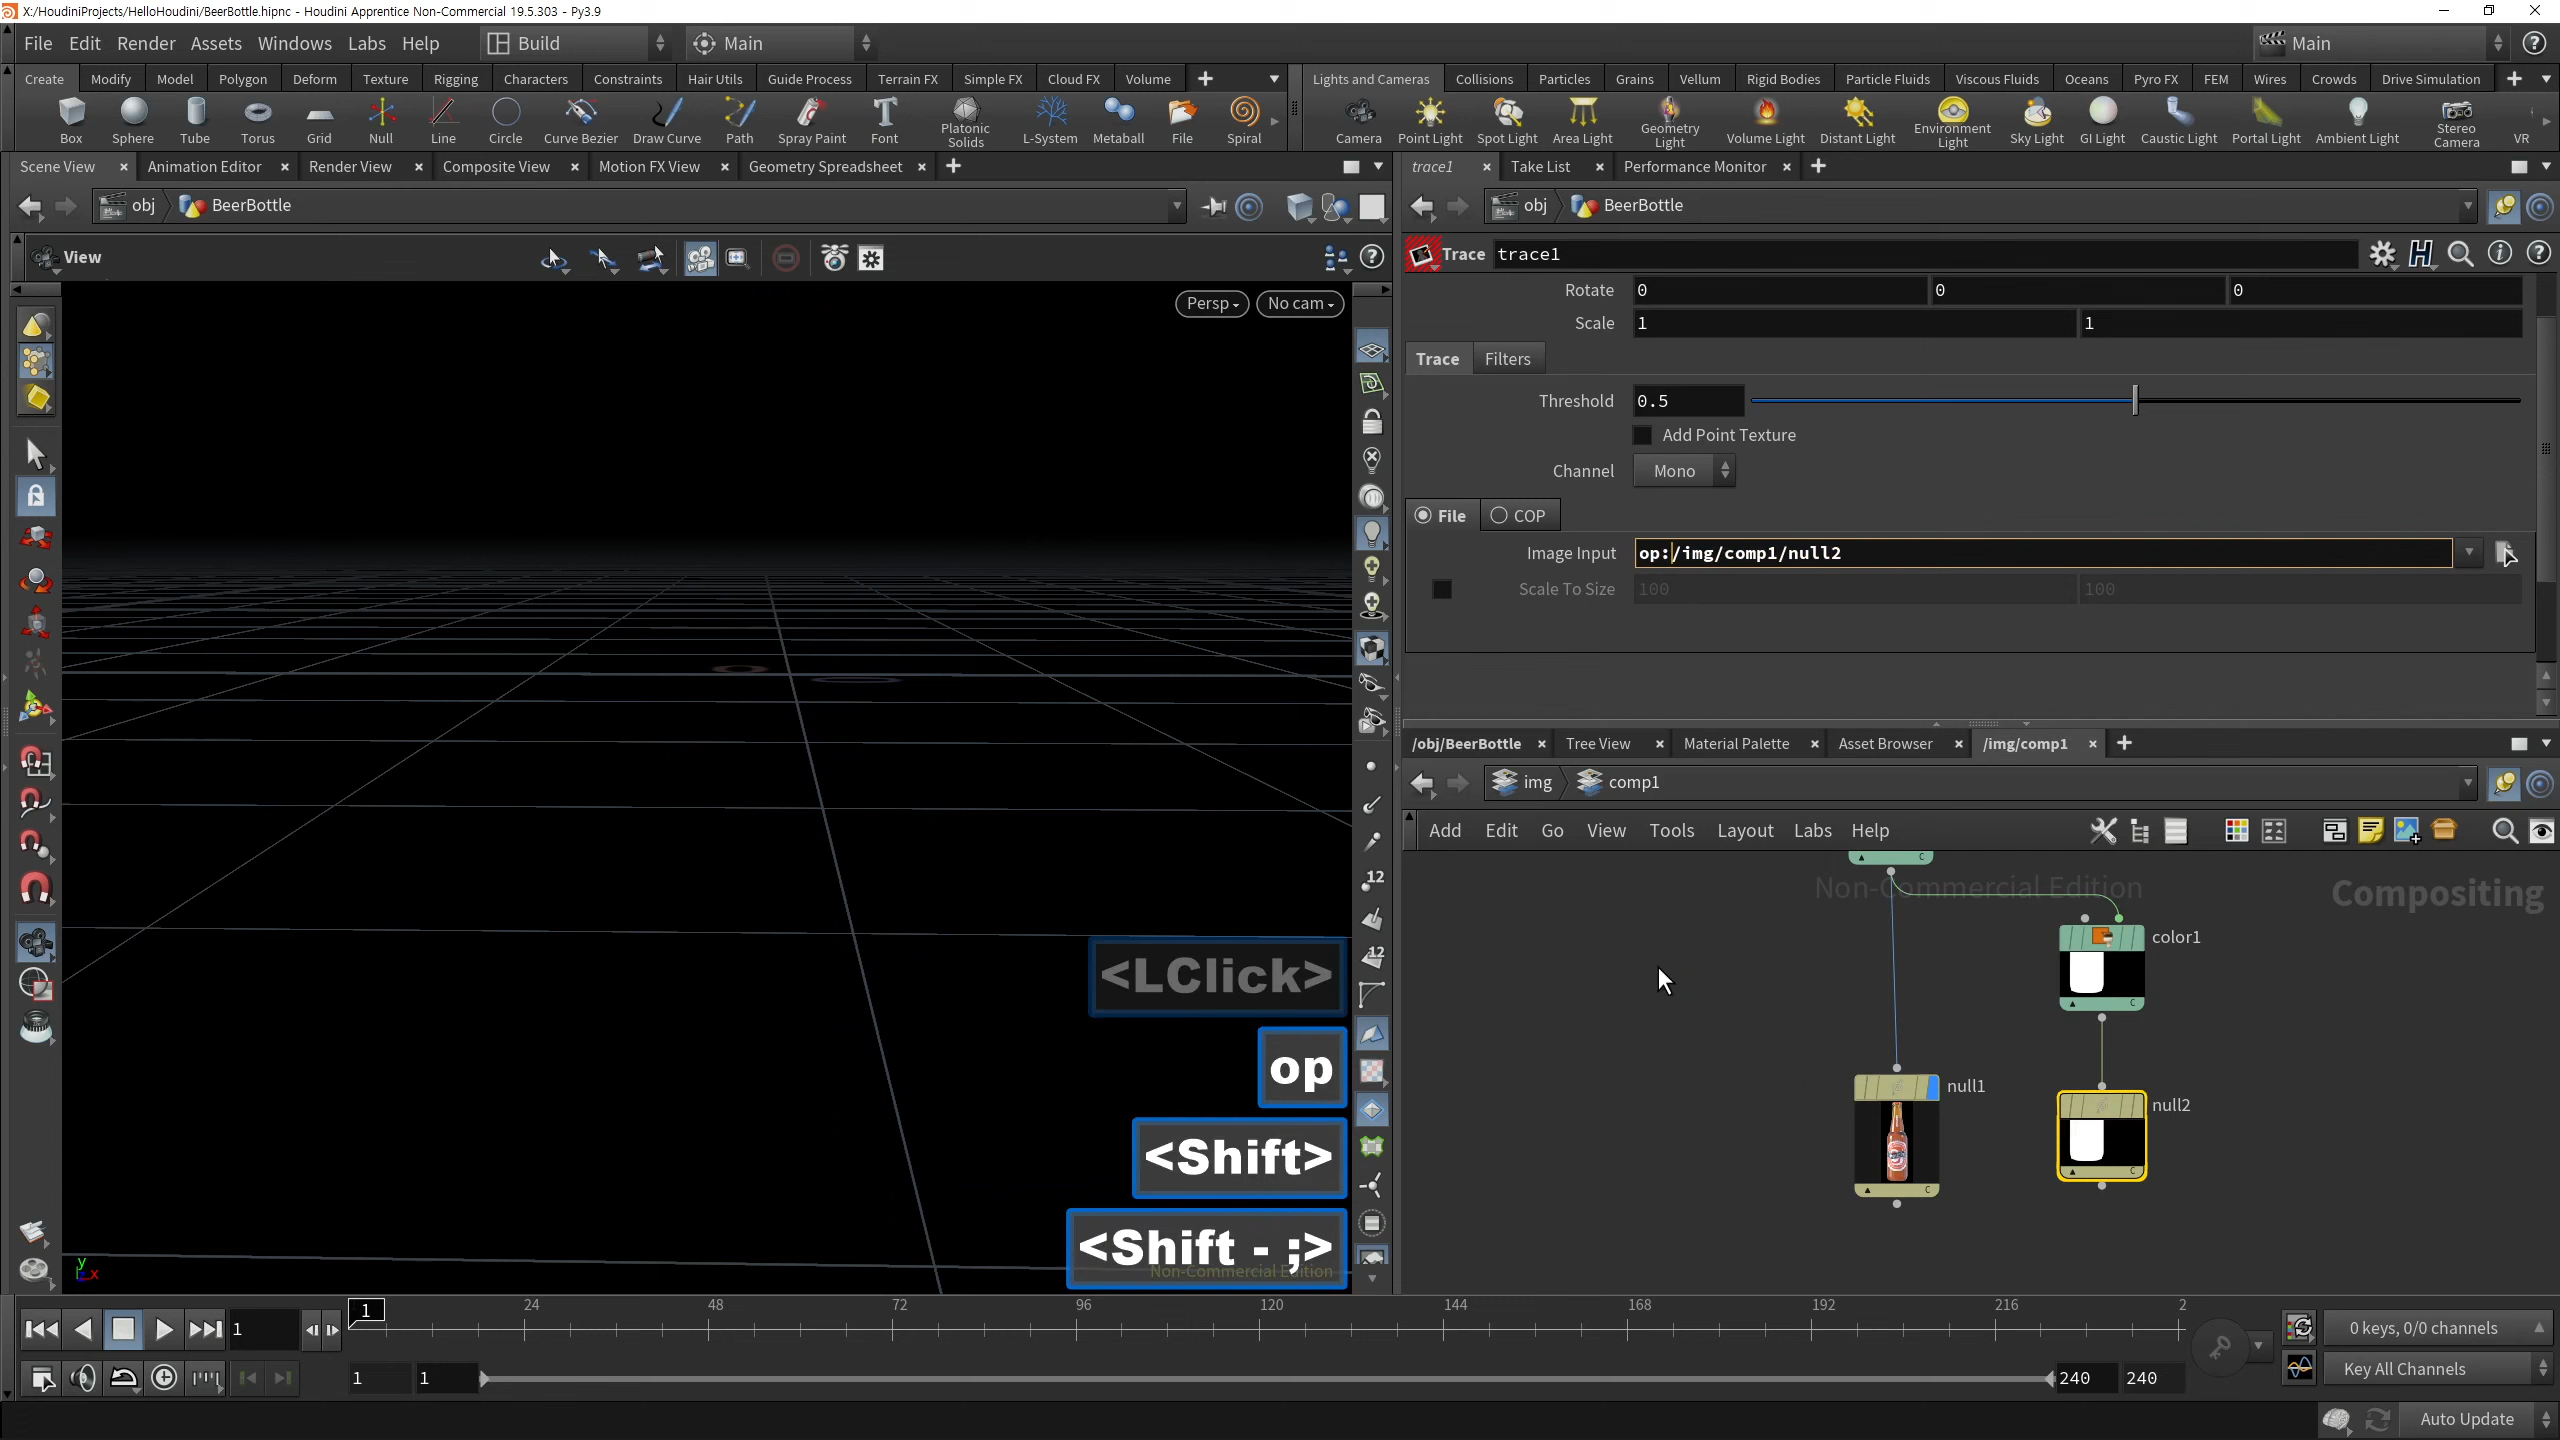 X:/HoudiniProjects/HelloHoudini/BeerBottle.hipnc - Houdini Apprentice Non-Commercial 19.5.303 - Py3.9
File Edit Render Assets Windows Labs Help Build Main Main
Create Modify Model Polygon Deform Texture Rigging Characters Constraints Hair Utils Guide Process Terrain FX Simple FX Cloud FX Volume
Lights and Cameras Collisions Particles Grains Vellum Rigid Bodies Particle Fluids Viscous Fluids Oceans Pyro FX FEM Wires Crowds Drive Simulation
Box Sphere Tube Torus Grid Null Line Circle Curve Bezier Draw Curve Path Spray Paint Font Platonic Solids L-System Metaball File Spiral
Camera Point Light Spot Light Area Light Geometry Light Volume Light Distant Light Environment Light Sky Light GI Light Caustic Light Portal Light Ambient Light Stereo Camera VR
Scene View Animation Editor Render View Composite View Motion FX View Geometry Spreadsheet
trace1 Take List Performance Monitor
obj BeerBottle
obj BeerBottle
View
Trace trace1
Persp No cam
Rotate 0 0 0
Scale 1 1
Trace Filters
Threshold 0.5
Add Point Texture
Channel Mono
File COP
Image Input op:/img/comp1/null2
Scale To Size 100 100
/obj/BeerBottle Tree View Material Palette Asset Browser /img/comp1
img comp1
Add Edit Go View Tools Layout Labs Help
Non-Commercial Edition
Compositing
color1
null1
null2
12
12
<LClick>
op
<Shift>
<Shift - ;>
Non-Commercial Edition
y
x
1 1 24 48 72 96 120 144 168 192 216 2
0 keys, 0/0 channels
1 1 240 240
Key All Channels
Auto Update